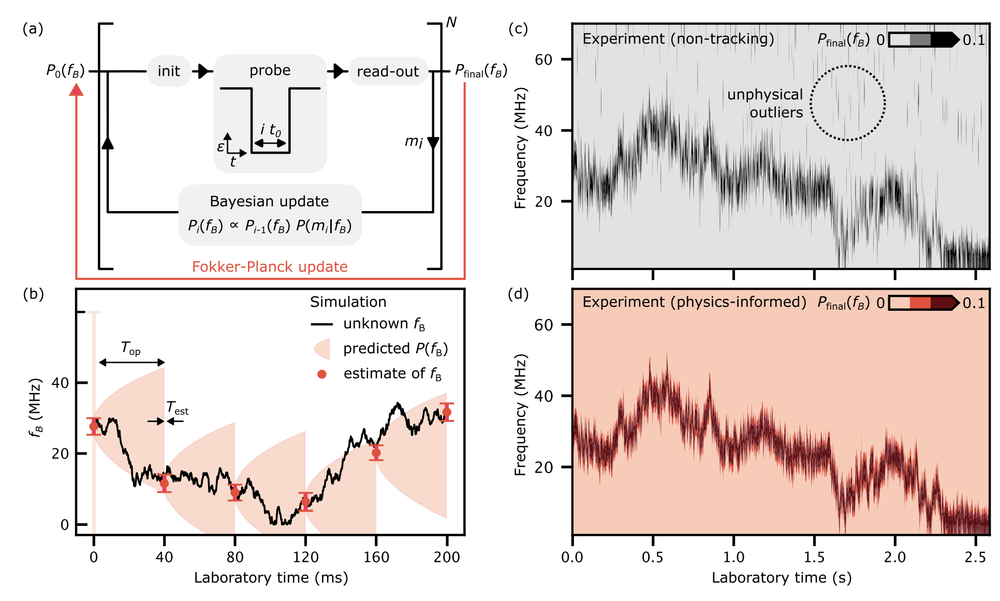 (a)
N
P0(fB)
init
probe
read-out
Pfinal(fB)
i t0
ε
t
mi
Bayesian update
Pi(fB) ∝ Pi-1(fB) P(mi|fB)
Fokker-Planck update
(b)
Simulation
unknown fB
predicted P(fB)
estimate of fB
Top
Test
fB (MHz)
40
20
0
0 40 80 120 160 200
Laboratory time (ms)
(c)
Experiment (non-tracking) Pfinal(fB) 0 0.1
unphysical
outliers
Frequency (MHz)
60
40
20
(d)
Experiment (physics-informed) Pfinal(fB) 0 0.1
Frequency (MHz)
60
40
20
0.0 0.5 1.0 1.5 2.0 2.5
Laboratory time (s)